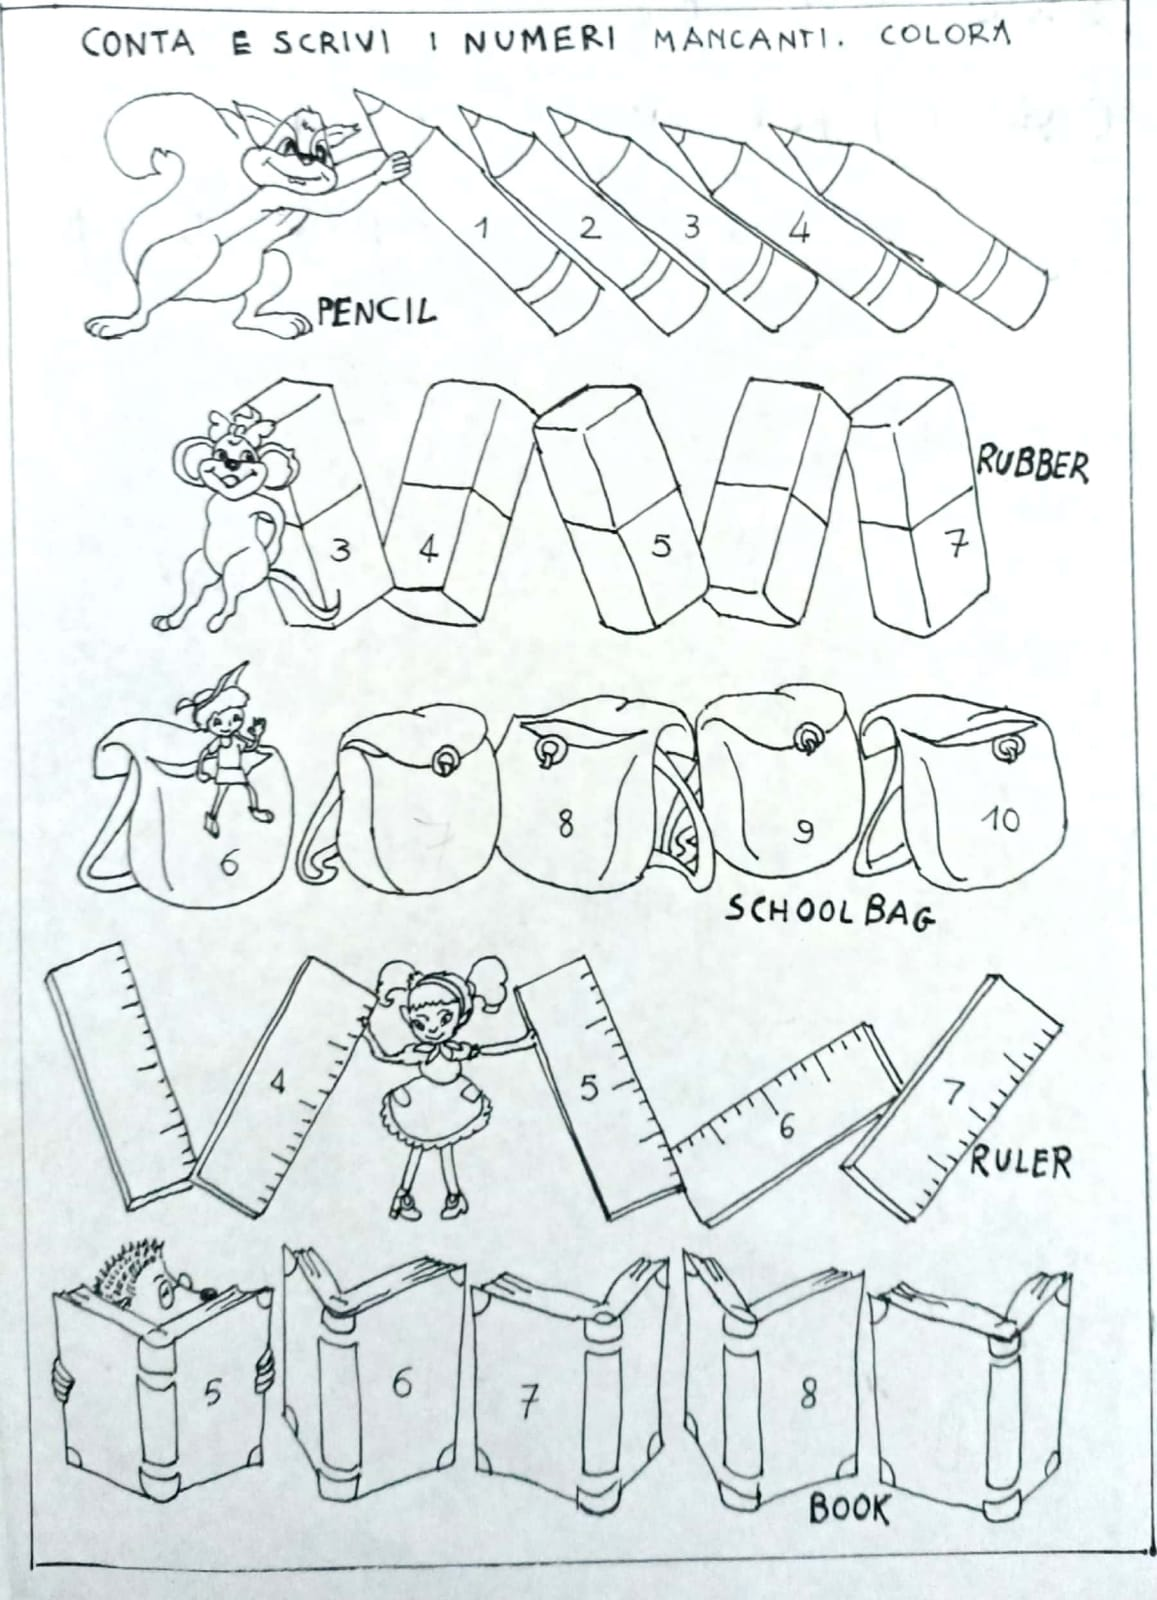 CONTA E SCRIVI I NUMERI MANCANTI. COLORA
1 2 3 4
PENCIL
RUBBER
3 4 5 7
6 8 9 10
SCHOOL BAG
4 5 6 7
RULER
5 6 7 8
BOOK